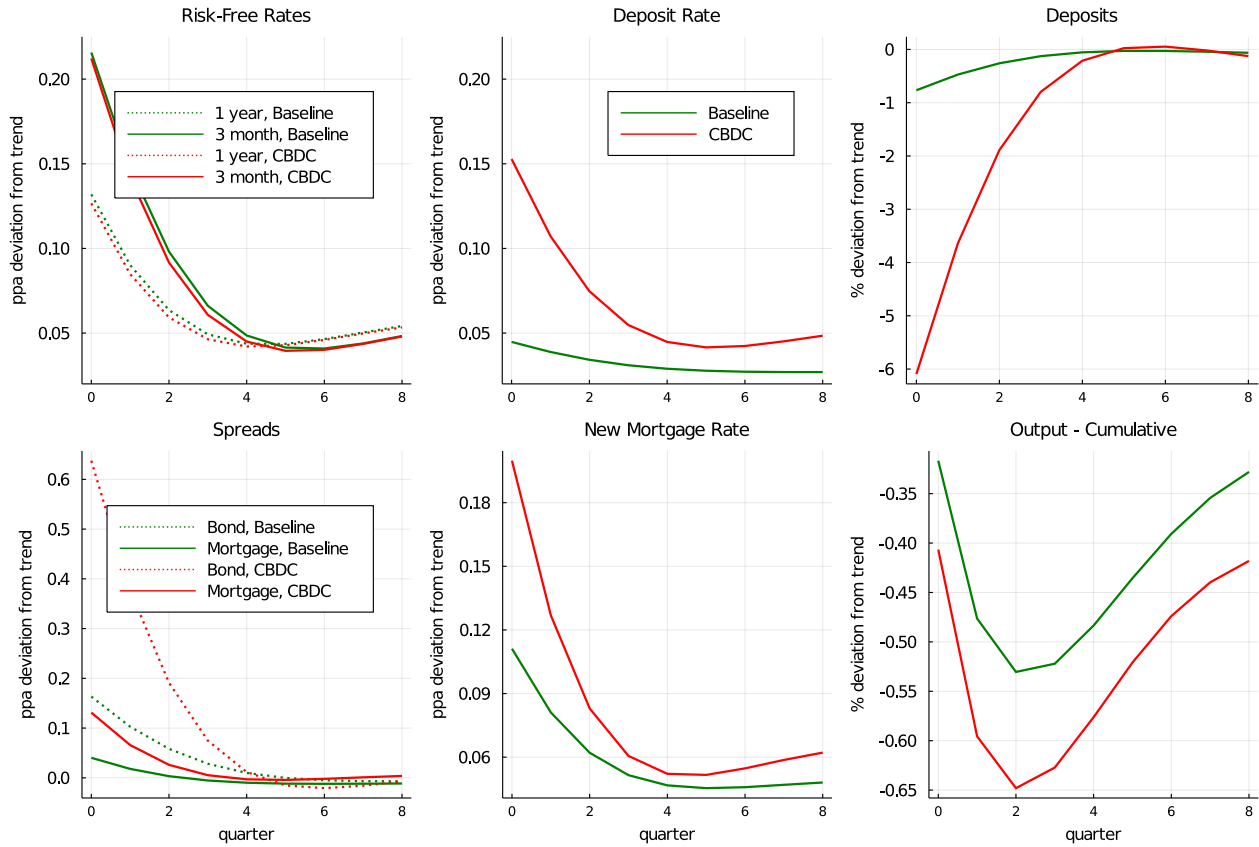 Risk-Free Rates
ppa deviation from trend
0.20
0.15
0.10
0.05
1 year, Baseline
3 month, Baseline
1 year, CBDC
3 month, CBDC
0 2 4 6 8
Deposit Rate
ppa deviation from trend
0.20
0.15
0.10
0.05
Baseline
CBDC
0 2 4 6 8
Deposits
% deviation from trend
0
-1
-2
-3
-4
-5
-6
0 2 4 6 8
Spreads
ppa deviation from trend
0.6
0.5
0.4
0.3
0.2
0.1
0.0
Bond, Baseline
Mortgage, Baseline
Bond, CBDC
Mortgage, CBDC
0 2 4 6 8
quarter
New Mortgage Rate
ppa deviation from trend
0.18
0.15
0.12
0.09
0.06
0 2 4 6 8
quarter
Output - Cumulative
% deviation from trend
-0.35
-0.40
-0.45
-0.50
-0.55
-0.60
-0.65
0 2 4 6 8
quarter